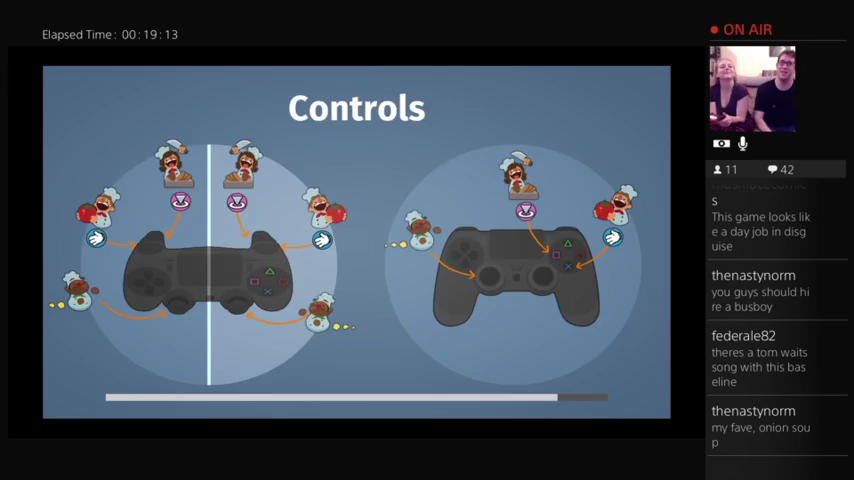 Elapsed Time: 00:19:13
Controls
ON AIR
11 42
s
This game looks lik
e a day job in disg
uise
thenastynorm
you guys should hi
re a busboy
federale82
theres a tom waits
song with this bas
eline
thenastynorm
my fave, onion sou
p